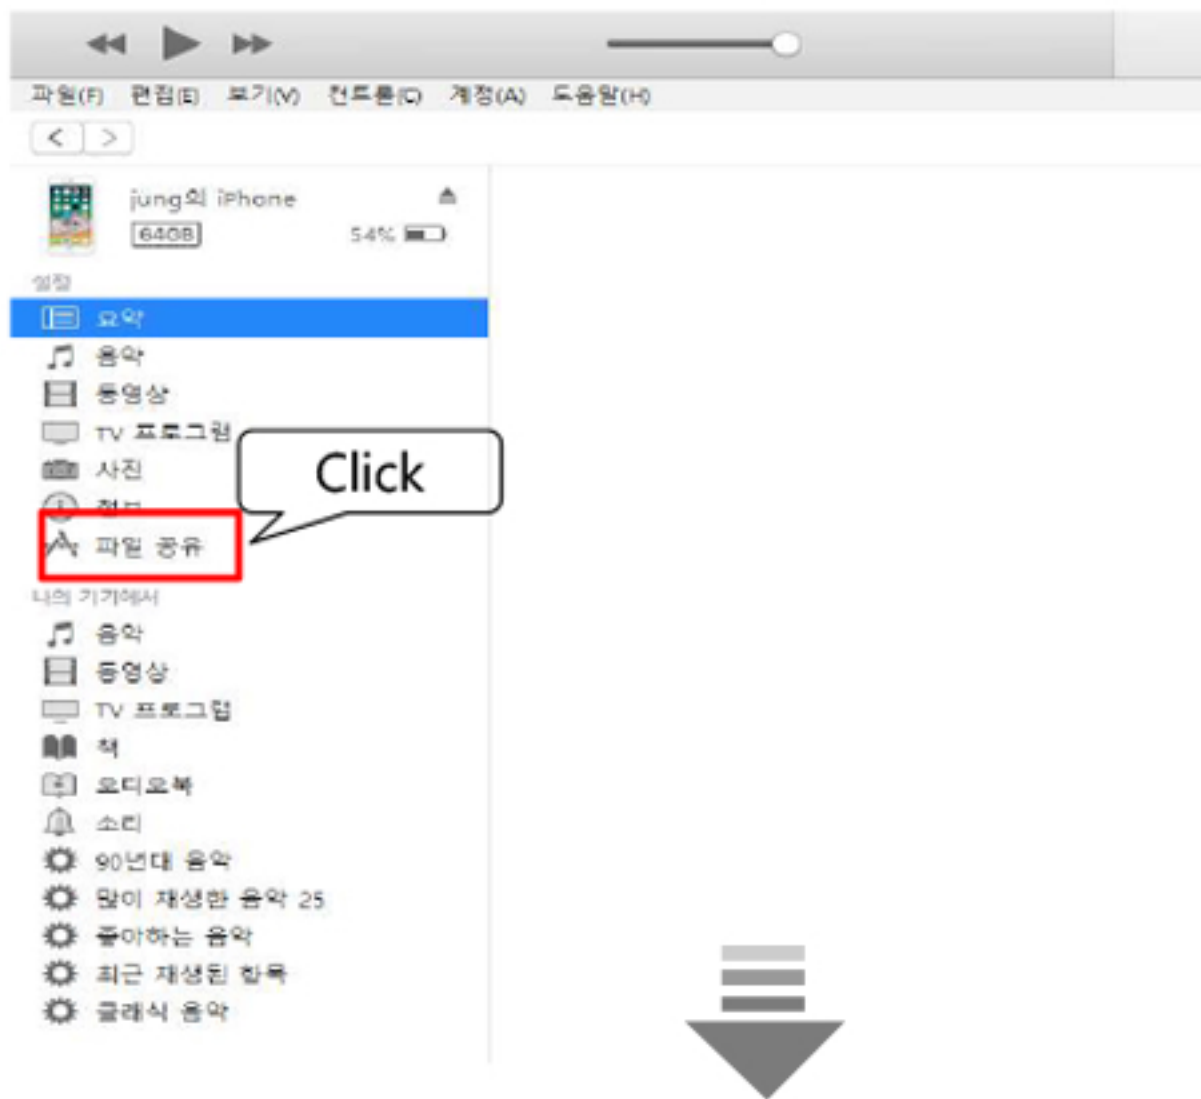 파일(F) 편집(E) 보기(V) 컨트롤(C) 계정(A) 도움말(H)
< >
jung의 iPhone
64GB 54%
설정
요약
음악
동영상
TV 프로그램
사진
정보
Click
파일 공유
나의 기기에서
음악
동영상
TV 프로그램
책
오디오북
소리
90년대 음악
많이 재생한 음악 25
좋아하는 음악
최근 재생된 항목
클래식 음악